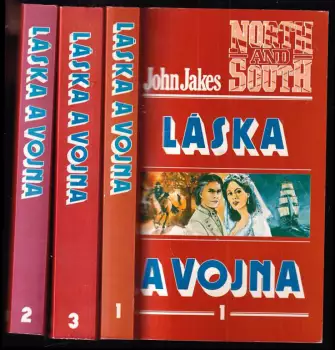 LÁSKA A VOJNA
2
LÁSKA A VOJNA
3
LÁSKA A VOJNA
1
John Jakes
NORTH
AND
SOUTH
LÁSKA
A VOJNA
1